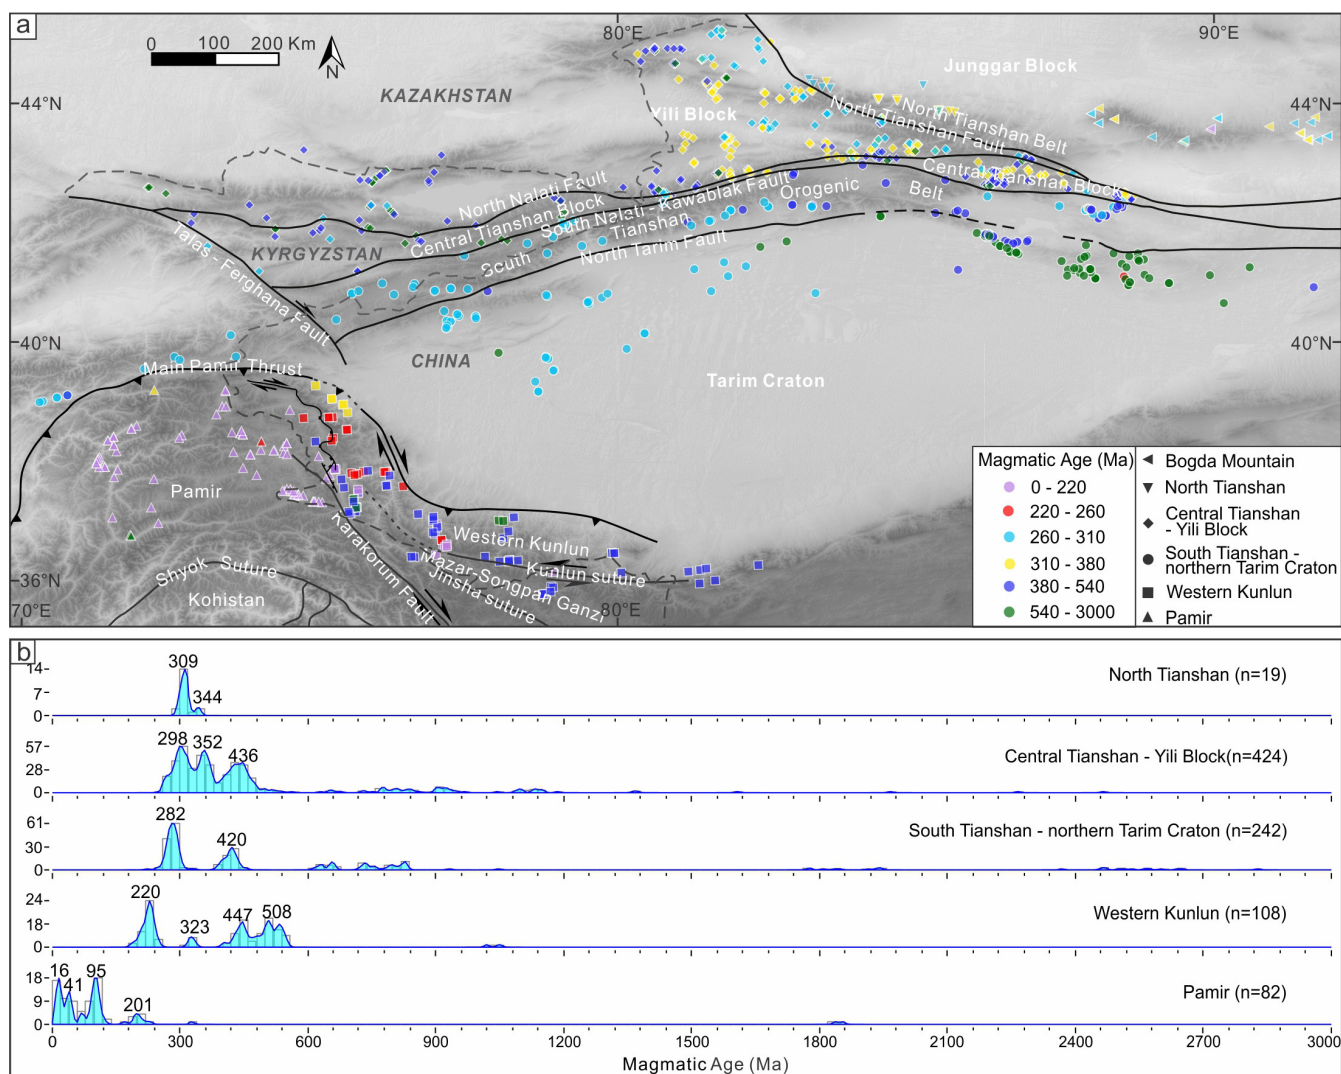 a
0 100 200 Km
N
80°E
90°E
44°N
44°N
KAZAKHSTAN
Junggar Block
Yili Block
North Tianshan Belt
North Tianshan Fault
Central Tianshan Block
North Nalati Fault
Central Tianshan Block
South Nalati - Kawablak Fault
South Tianshan Orogenic Belt
North Tarim Fault
KYRGYZSTAN
Talas - Ferghana Fault
40°N
40°N
CHINA
Main Pamir Thrust
Tarim Craton
Pamir
Karakorum Fault
Western Kunlun
Kunlun suture
Mazar-Songpan Ganzi
Jinsha suture
Shyok Suture
Kohistan
36°N
70°E
80°E
Magmatic Age (Ma)
0 - 220
220 - 260
260 - 310
310 - 380
380 - 540
540 - 3000
Bogda Mountain
North Tianshan
Central Tianshan
- Yili Block
South Tianshan -
northern Tarim Craton
Western Kunlun
Pamir
b
14
7
0
309
344
North Tianshan (n=19)
57
28
0
298
352
436
Central Tianshan - Yili Block(n=424)
61
30
0
282
420
South Tianshan - northern Tarim Craton (n=242)
24
18
0
220
323
447
508
Western Kunlun (n=108)
18
9
0
16
41
95
201
Pamir (n=82)
0 300 600 900 1200 1500 1800 2100 2400 2700 3000
Magmatic Age (Ma)